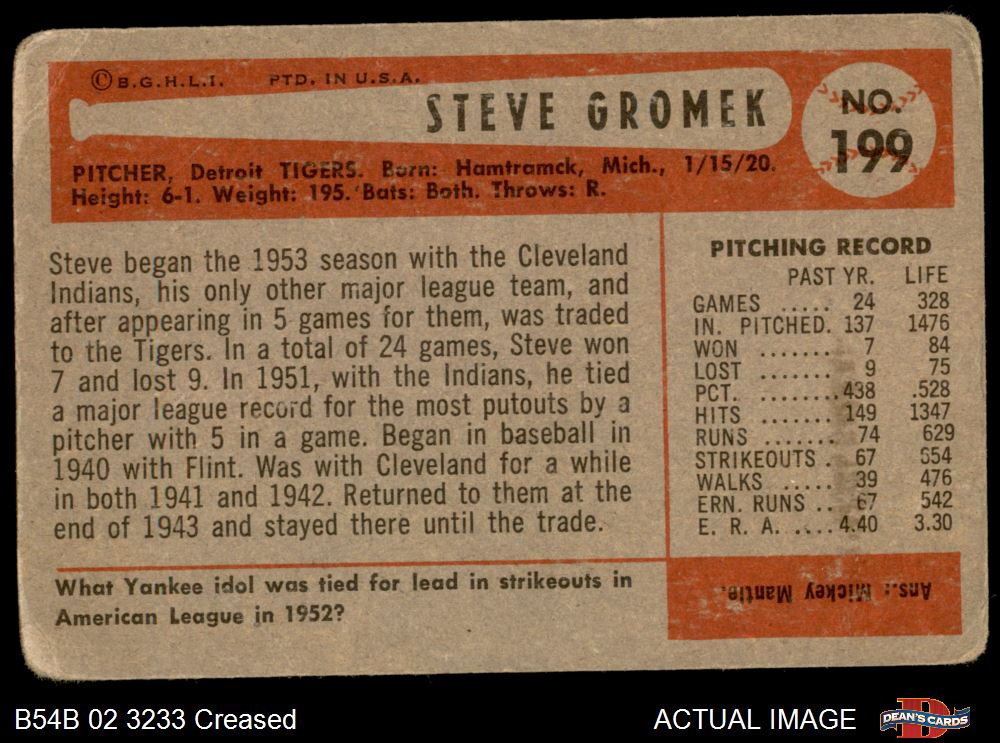 ©B.G.H.L.I. PTD. IN U.S.A.
STEVE GROMEK
NO.
199
PITCHER, Detroit TIGERS. Born: Hamtramck, Mich., 1/15/20.
Height: 6-1. Weight: 195. Bats: Both. Throws: R.
Steve began the 1953 season with the Cleveland
Indians, his only other major league team, and
after appearing in 5 games for them, was traded
to the Tigers. In a total of 24 games, Steve won
7 and lost 9. In 1951, with the Indians, he tied
a major league record for the most putouts by a
pitcher with 5 in a game. Began in baseball in
1940 with Flint. Was with Cleveland for a while
in both 1941 and 1942. Returned to them at the
end of 1943 and stayed there until the trade.
PITCHING RECORD
PAST YR. LIFE
GAMES ..... 24 328
IN. PITCHED. 137 1476
WON ....... 7 84
LOST ....... 9 75
PCT. ........438 .528
HITS ....... 149 1347
RUNS ....... 74 629
STRIKEOUTS . 67 554
WALKS ..... 39 476
ERN. RUNS .. 67 542
E. R. A. .....4.40 3.30
What Yankee idol was tied for lead in strikeouts in
American League in 1952?
Ans.: Mickey Mantle.
B54B 02 3233 Creased
ACTUAL IMAGE
DEAN'S CARDS